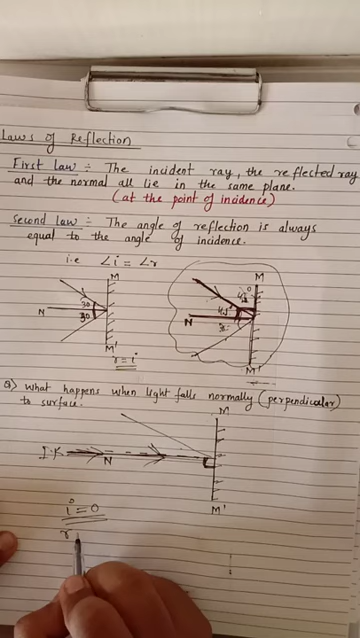 Laws of Reflection
First law :- The incident ray, the reflected ray
and the normal all lie in the same plane.
(at the point of incidence)
Second law :- The angle of reflection is always
equal to the angle of incidence.
i.e ∠i = ∠r
M
i
30
30
N
M'
r = i
M
45°
45
N
M'
Q) What happens when light falls normally (perpendicular)
to surface.
M
I.R
N
M'
i = 0
r